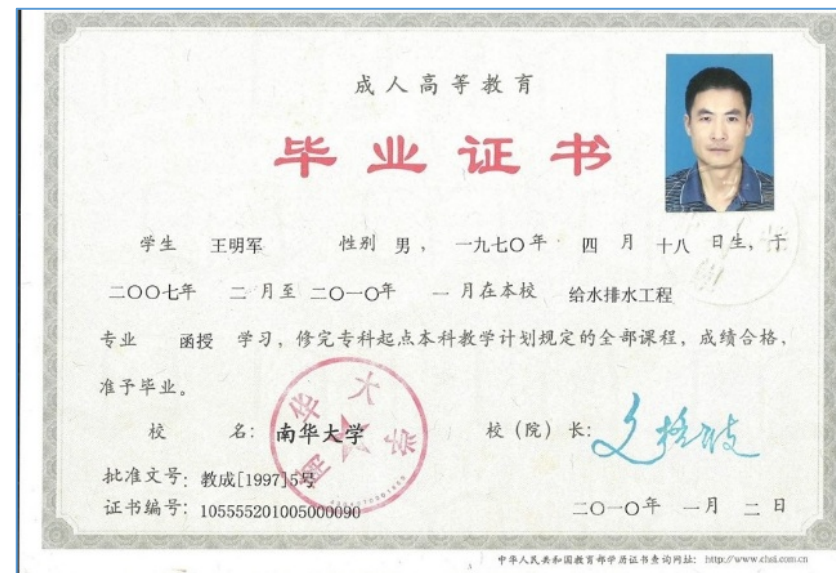 成人高等教育
毕业证书
学生 王明军 性别 男， 一九七〇年 四 月 十八 日生，于
二〇〇七年 二 月至 二〇一〇年 一 月在本校 给水排水工程
专业 函授 学习，修完专科起点本科教学计划规定的全部课程，成绩合格，
准予毕业。
校 名：南华大学 校（院）长：
南华大学
批准文号：教成[1997]5号
证书编号：105555201005000090 二〇一〇年 一月 二 日
中华人民共和国教育部学历证书查询网址：http://www.chsi.com.cn